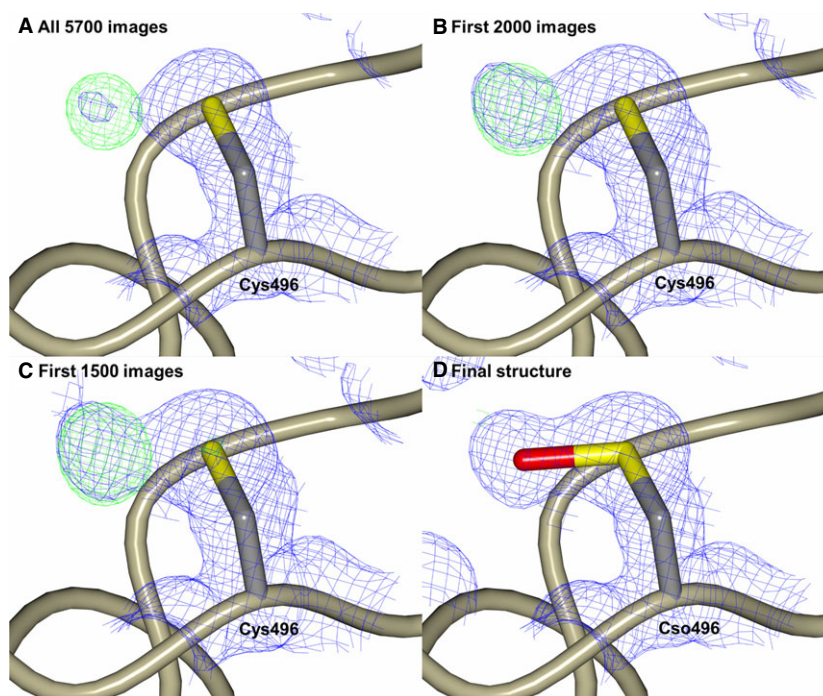 A All 5700 images
B First 2000 images
Cys496
Cys496
C First 1500 images
D Final structure
Cys496
Cso496